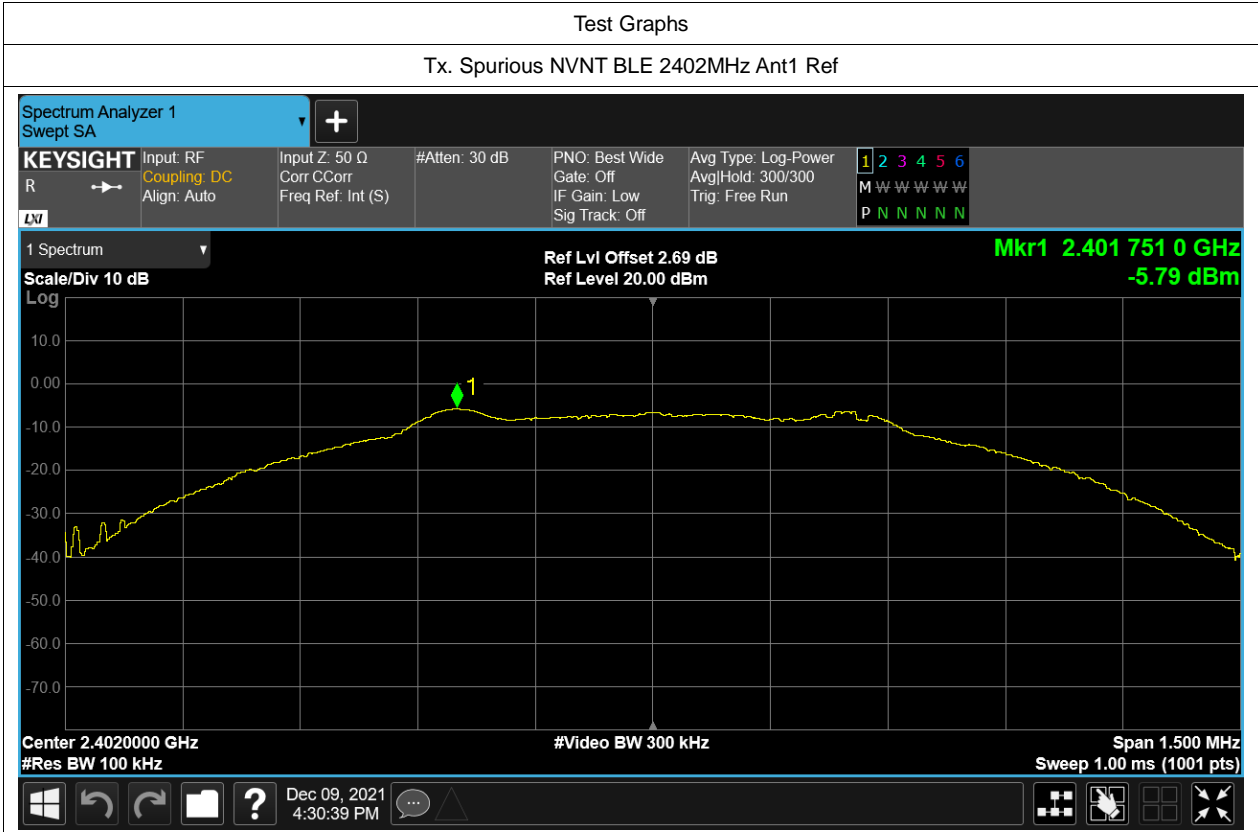 Test Graphs
Tx. Spurious NVNT BLE 2402MHz Ant1 Ref
Spectrum Analyzer 1
Swept SA
KEYSIGHT
R
LXI
Input: RF
Coupling: DC
Align: Auto
Input Z: 50 Ω
Corr CCorr
Freq Ref: Int (S)
#Atten: 30 dB
PNO: Best Wide
Gate: Off
IF Gain: Low
Sig Track: Off
Avg Type: Log-Power
Avg|Hold: 300/300
Trig: Free Run
1 2 3 4 5 6
M W W W W W
P N N N N N
1 Spectrum
Scale/Div 10 dB
Ref Lvl Offset 2.69 dB
Ref Level 20.00 dBm
Mkr1 2.401 751 0 GHz
-5.79 dBm
Log
10.0
0.00
-10.0
-20.0
-30.0
-40.0
-50.0
-60.0
-70.0
1
Center 2.4020000 GHz
#Res BW 100 kHz
#Video BW 300 kHz
Span 1.500 MHz
Sweep 1.00 ms (1001 pts)
?
Dec 09, 2021
4:30:39 PM